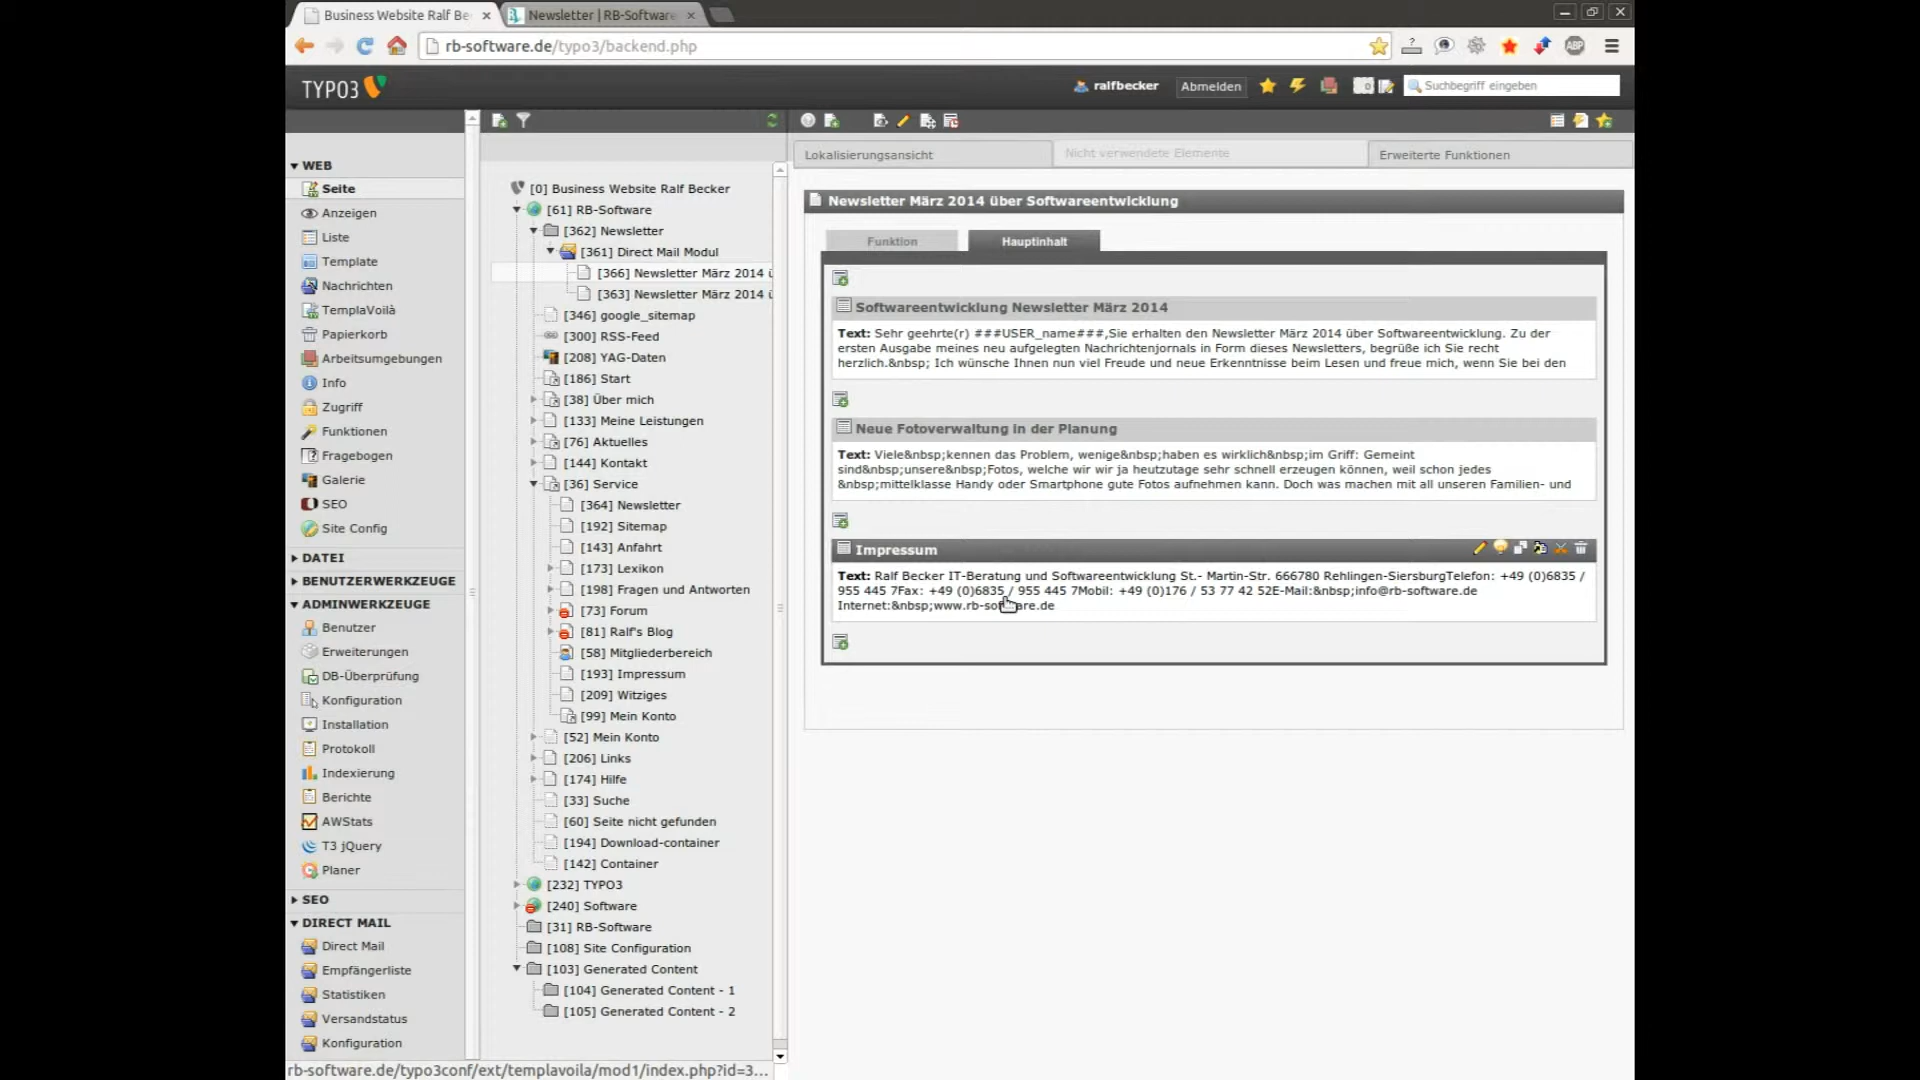 Business Website Ralf Be
Newsletter | RB-Software
rb-software.de/typo3/backend.php
ABP
TYPO3
ralfbecker
Abmelden
0
Suchbegriff eingeben
Lokalisierungsansicht
Nicht verwendete Elemente
Erweiterte Funktionen
WEB
Seite
Anzeigen
Liste
Template
Nachrichten
TemplaVoilà
Papierkorb
Arbeitsumgebungen
Info
Zugriff
Funktionen
Fragebogen
Galerie
SEO
Site Config
DATEI
BENUTZERWERKZEUGE
ADMINWERKZEUGE
Benutzer
Erweiterungen
DB-Überprüfung
Konfiguration
Installation
Protokoll
Indexierung
Berichte
AWStats
T3 jQuery
Planer
SEO
DIRECT MAIL
Direct Mail
Empfängerliste
Statistiken
Versandstatus
Konfiguration
[0] Business Website Ralf Becker
[61] RB-Software
[362] Newsletter
[361] Direct Mail Modul
[366] Newsletter März 2014 ü
[363] Newsletter März 2014 ü
[346] google_sitemap
[300] RSS-Feed
[208] YAG-Daten
[186] Start
[38] Über mich
[133] Meine Leistungen
[76] Aktuelles
[144] Kontakt
[36] Service
[364] Newsletter
[192] Sitemap
[143] Anfahrt
[173] Lexikon
[198] Fragen und Antworten
[73] Forum
[81] Ralf's Blog
[58] Mitgliederbereich
[193] Impressum
[209] Witziges
[99] Mein Konto
[52] Mein Konto
[206] Links
[174] Hilfe
[33] Suche
[60] Seite nicht gefunden
[194] Download-container
[142] Container
[232] TYPO3
[240] Software
[31] RB-Software
[108] Site Configuration
[103] Generated Content
[104] Generated Content - 1
[105] Generated Content - 2
Newsletter März 2014 über Softwareentwicklung
Funktion
Hauptinhalt
Softwareentwicklung Newsletter März 2014
Text: Sehr geehrte(r) ###USER_name###,Sie erhalten den Newsletter März 2014 über Softwareentwicklung. Zu der
ersten Ausgabe meines neu aufgelegten Nachrichtenjornals in Form dieses Newsletters, begrüße ich Sie recht
herzlich.&nbsp; Ich wünsche Ihnen nun viel Freude und neue Erkenntnisse beim Lesen und freue mich, wenn Sie bei den
Neue Fotoverwaltung in der Planung
Text: Viele&nbsp;kennen das Problem, wenige&nbsp;haben es wirklich&nbsp;im Griff: Gemeint
sind&nbsp;unsere&nbsp;Fotos, welche wir wir ja heutzutage sehr schnell erzeugen können, weil schon jedes
&nbsp;mittelklasse Handy oder Smartphone gute Fotos aufnehmen kann. Doch was machen mit all unseren Familien- und
Impressum
Text: Ralf Becker IT-Beratung und Softwareentwicklung St.- Martin-Str. 666780 Rehlingen-SiersburgTelefon: +49 (0)6835 /
955 445 7Fax: +49 (0)6835 / 955 445 7Mobil: +49 (0)176 / 53 77 42 52E-Mail:&nbsp;info@rb-software.de
Internet:&nbsp;www.rb-software.de
rb-software.de/typo3conf/ext/templavoila/mod1/index.php?id=3...